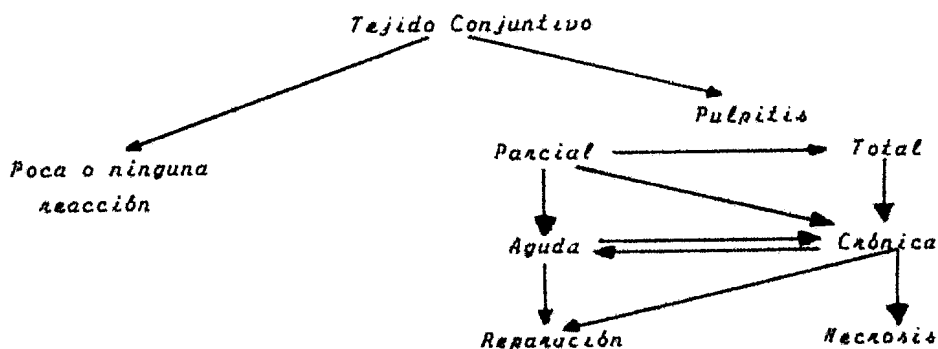 Tejido Conjuntivo
Pulpitis
Parcial Total
Poca o ninguna
reacción
Aguda Crónica
Reparación Necrosis